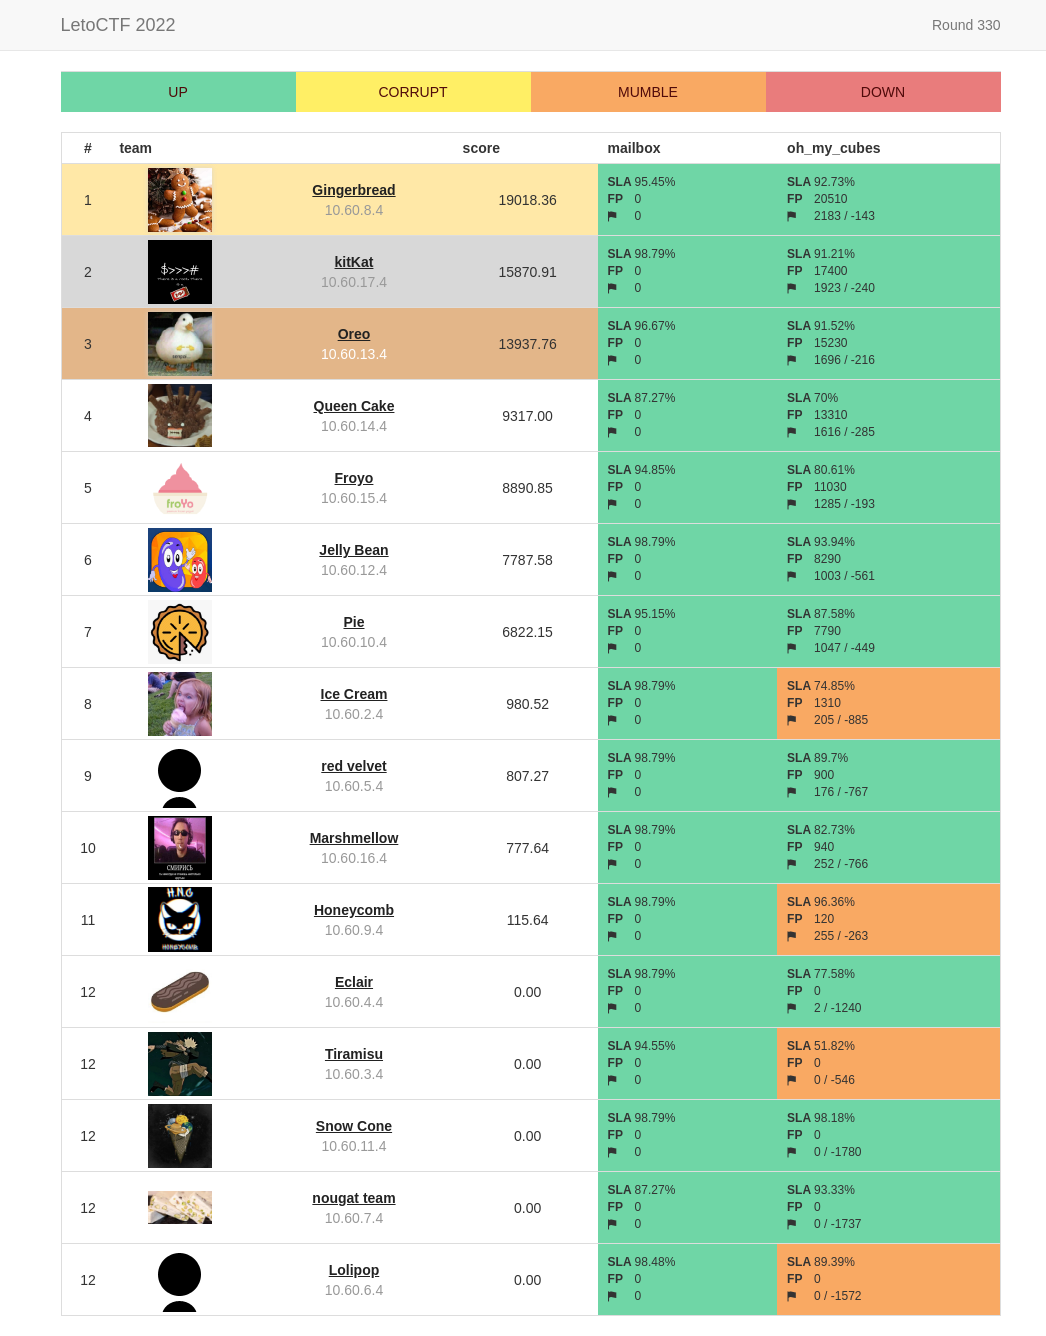 LetoCTF 2022 Round 330
UP CORRUPT MUMBLE DOWN
# team score mailbox oh_my_cubes
1 Gingerbread 10.60.8.4 19018.36
SLA 95.45% SLA 92.73%
FP 0 FP 20510
0 2183 / -143
2 kitKat 10.60.17.4 15870.91
$>>>#
SLA 98.79% SLA 91.21%
FP 0 FP 17400
0 1923 / -240
3 Oreo 10.60.13.4 13937.76
SLA 96.67% SLA 91.52%
FP 0 FP 15230
0 1696 / -216
4 Queen Cake 10.60.14.4 9317.00
SLA 87.27% SLA 70%
FP 0 FP 13310
0 1616 / -285
5 Froyo 10.60.15.4 8890.85
froYo
SLA 94.85% SLA 80.61%
FP 0 FP 11030
0 1285 / -193
6 Jelly Bean 10.60.12.4 7787.58
SLA 98.79% SLA 93.94%
FP 0 FP 8290
0 1003 / -561
7 Pie 10.60.10.4 6822.15
SLA 95.15% SLA 87.58%
FP 0 FP 7790
0 1047 / -449
8 Ice Cream 10.60.2.4 980.52
SLA 98.79% SLA 74.85%
FP 0 FP 1310
0 205 / -885
9 red velvet 10.60.5.4 807.27
SLA 98.79% SLA 89.7%
FP 0 FP 900
0 176 / -767
10 Marshmellow 10.60.16.4 777.64
СМИРИСЬ
SLA 98.79% SLA 82.73%
FP 0 FP 940
0 252 / -766
11 Honeycomb 10.60.9.4 115.64
H.N.G
HONEYCOMB
SLA 98.79% SLA 96.36%
FP 0 FP 120
0 255 / -263
12 Eclair 10.60.4.4 0.00
SLA 98.79% SLA 77.58%
FP 0 FP 0
0 2 / -1240
12 Tiramisu 10.60.3.4 0.00
SLA 94.55% SLA 51.82%
FP 0 FP 0
0 0 / -546
12 Snow Cone 10.60.11.4 0.00
SLA 98.79% SLA 98.18%
FP 0 FP 0
0 0 / -1780
12 nougat team 10.60.7.4 0.00
SLA 87.27% SLA 93.33%
FP 0 FP 0
0 0 / -1737
12 Lolipop 10.60.6.4 0.00
SLA 98.48% SLA 89.39%
FP 0 FP 0
0 0 / -1572